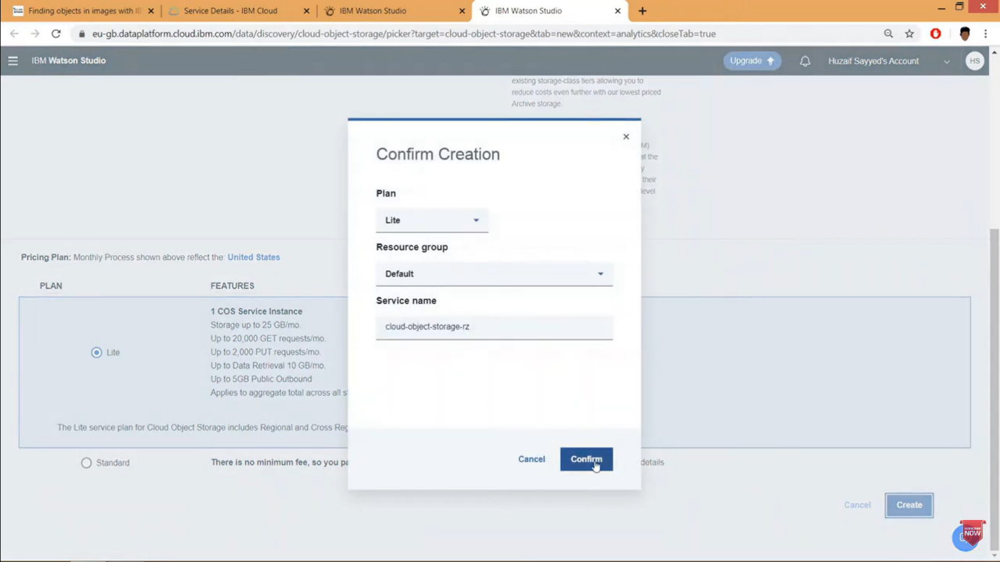 Finding objects in images with IB
Service Details - IBM Cloud
IBM Watson Studio
IBM Watson Studio
eu-gb.dataplatform.cloud.ibm.com/data/discovery/cloud-object-storage/picker?target=cloud-object-storage&tab=new&context=analytics&closeTab=true
IBM Watson Studio
Upgrade
Huzaif Sayyed's Account
HS
existing storage-class tiers allowing you to
reduce costs even further with our lowest priced
Archive storage.
M)
at the
y
their
level
Confirm Creation
Plan
Lite
Resource group
Default
Service name
cloud-object-storage-rz
Cancel
Confirm
Pricing Plan: Monthly Process shown above reflect the: United States
PLAN
FEATURES
1 COS Service Instance
Storage up to 25 GB/mo.
Up to 20,000 GET requests/mo.
Lite
Up to 2,000 PUT requests/mo.
Up to Data Retrieval 10 GB/mo.
Up to 5GB Public Outbound
Applies to aggregate total across all s
The Lite service plan for Cloud Object Storage includes Regional and Cross Reg
Standard
There is no minimum fee, so you pa
details
Cancel
Create
SUBSCRIBE
NOW